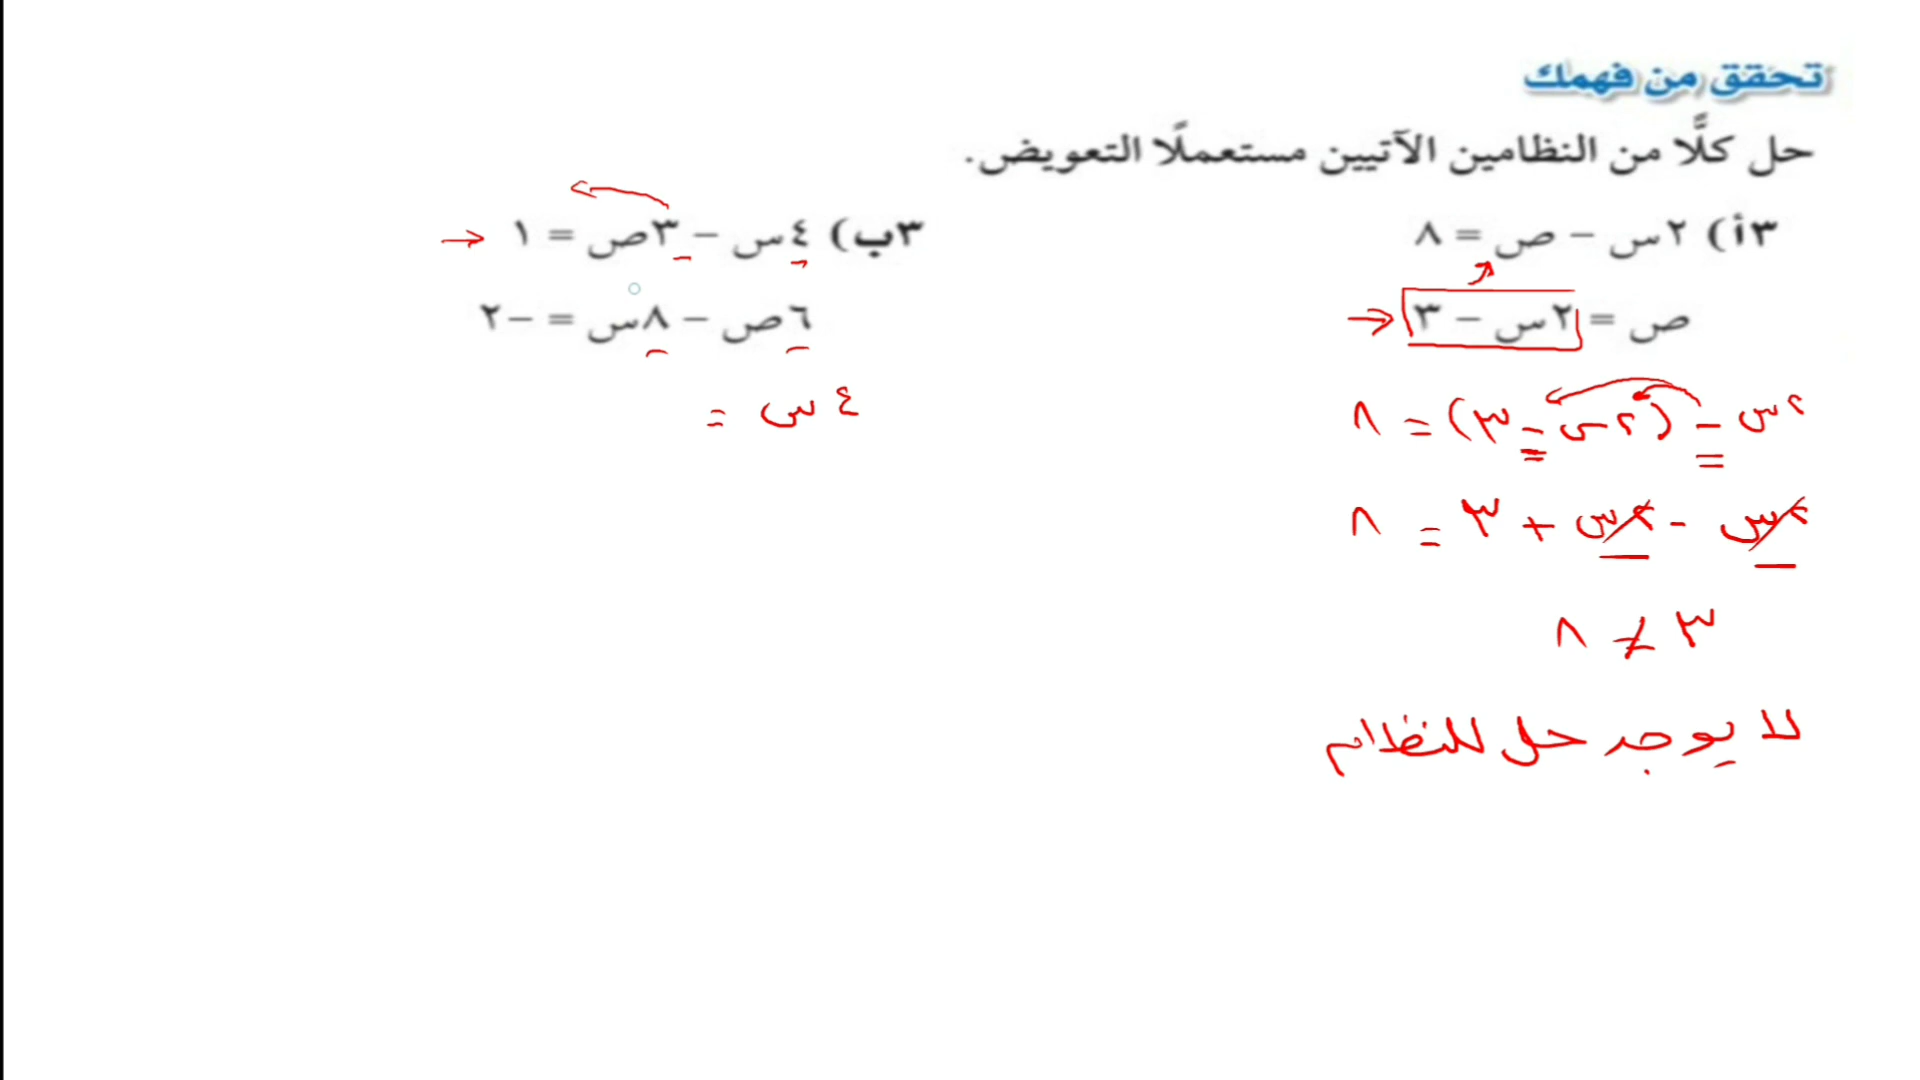 تحقق من فهمك
حل كلًّا من النظامين الآتيين مستعملًا التعويض.
٣أ) ٢س − ص = ٨
ص = ٢س − ٣
٢س − (٢س − ٣) = ٨
٢س − ٢س + ٣ = ٨
٣ ≠ ٨
لا يوجد حل للنظام
٣ب) ٤س − ٣ص = ١
٦ص − ٨س = −٢
٤س =